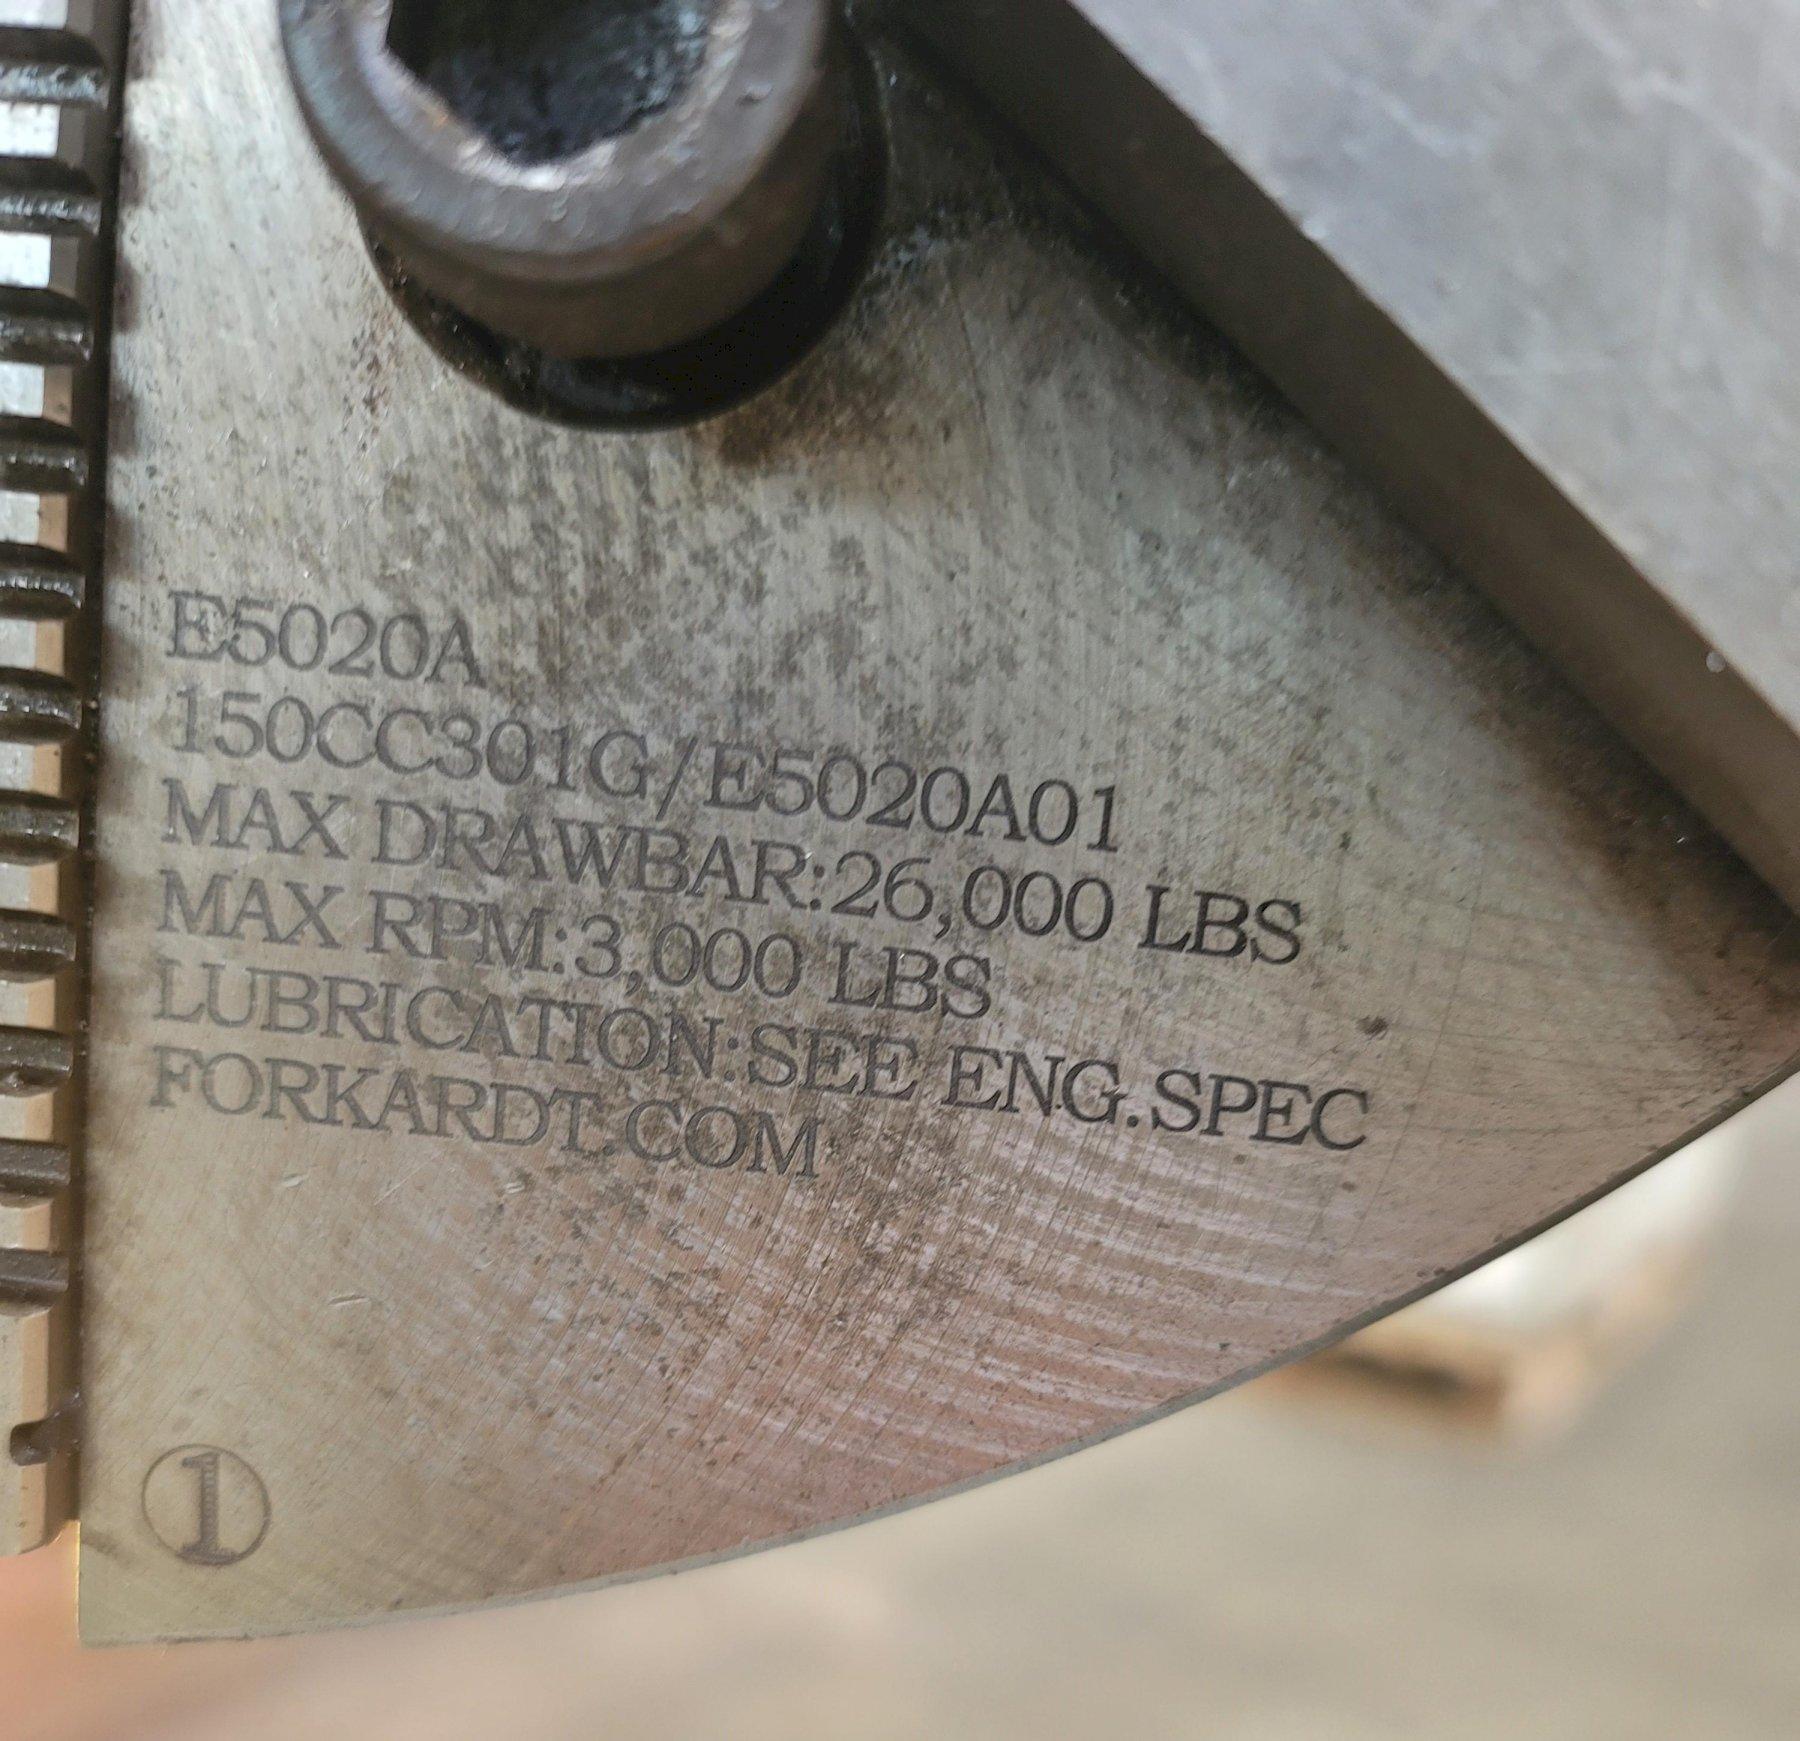 E5020A
150CC301G/E5020A01
MAX DRAWBAR:26,000 LBS
MAX RPM:3,000 LBS
LUBRICATION:SEE ENG.SPEC
FORKARDT.COM
1